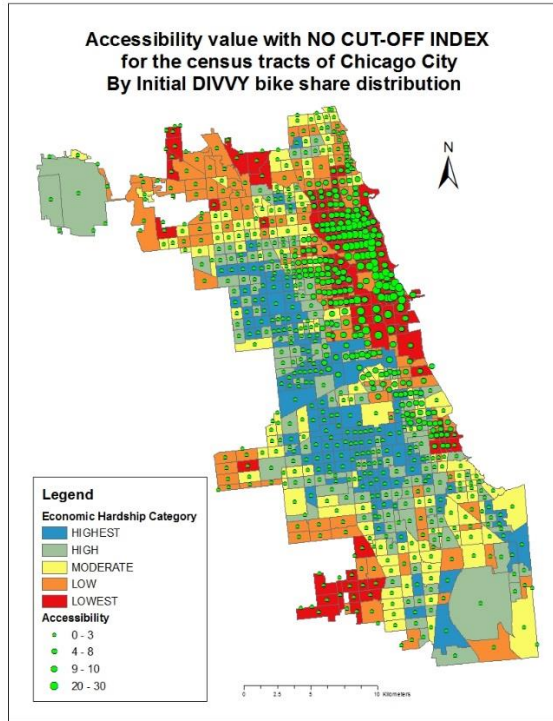 Accessibility value with NO CUT-OFF INDEX
for the census tracts of Chicago City
By Initial DIVVY bike share distribution
N
Legend
Economic Hardship Category
HIGHEST
HIGH
MODERATE
LOW
LOWEST
Accessibility
0 - 3
4 - 8
9 - 10
20 - 30
0 2.5 5 10 Kilometers